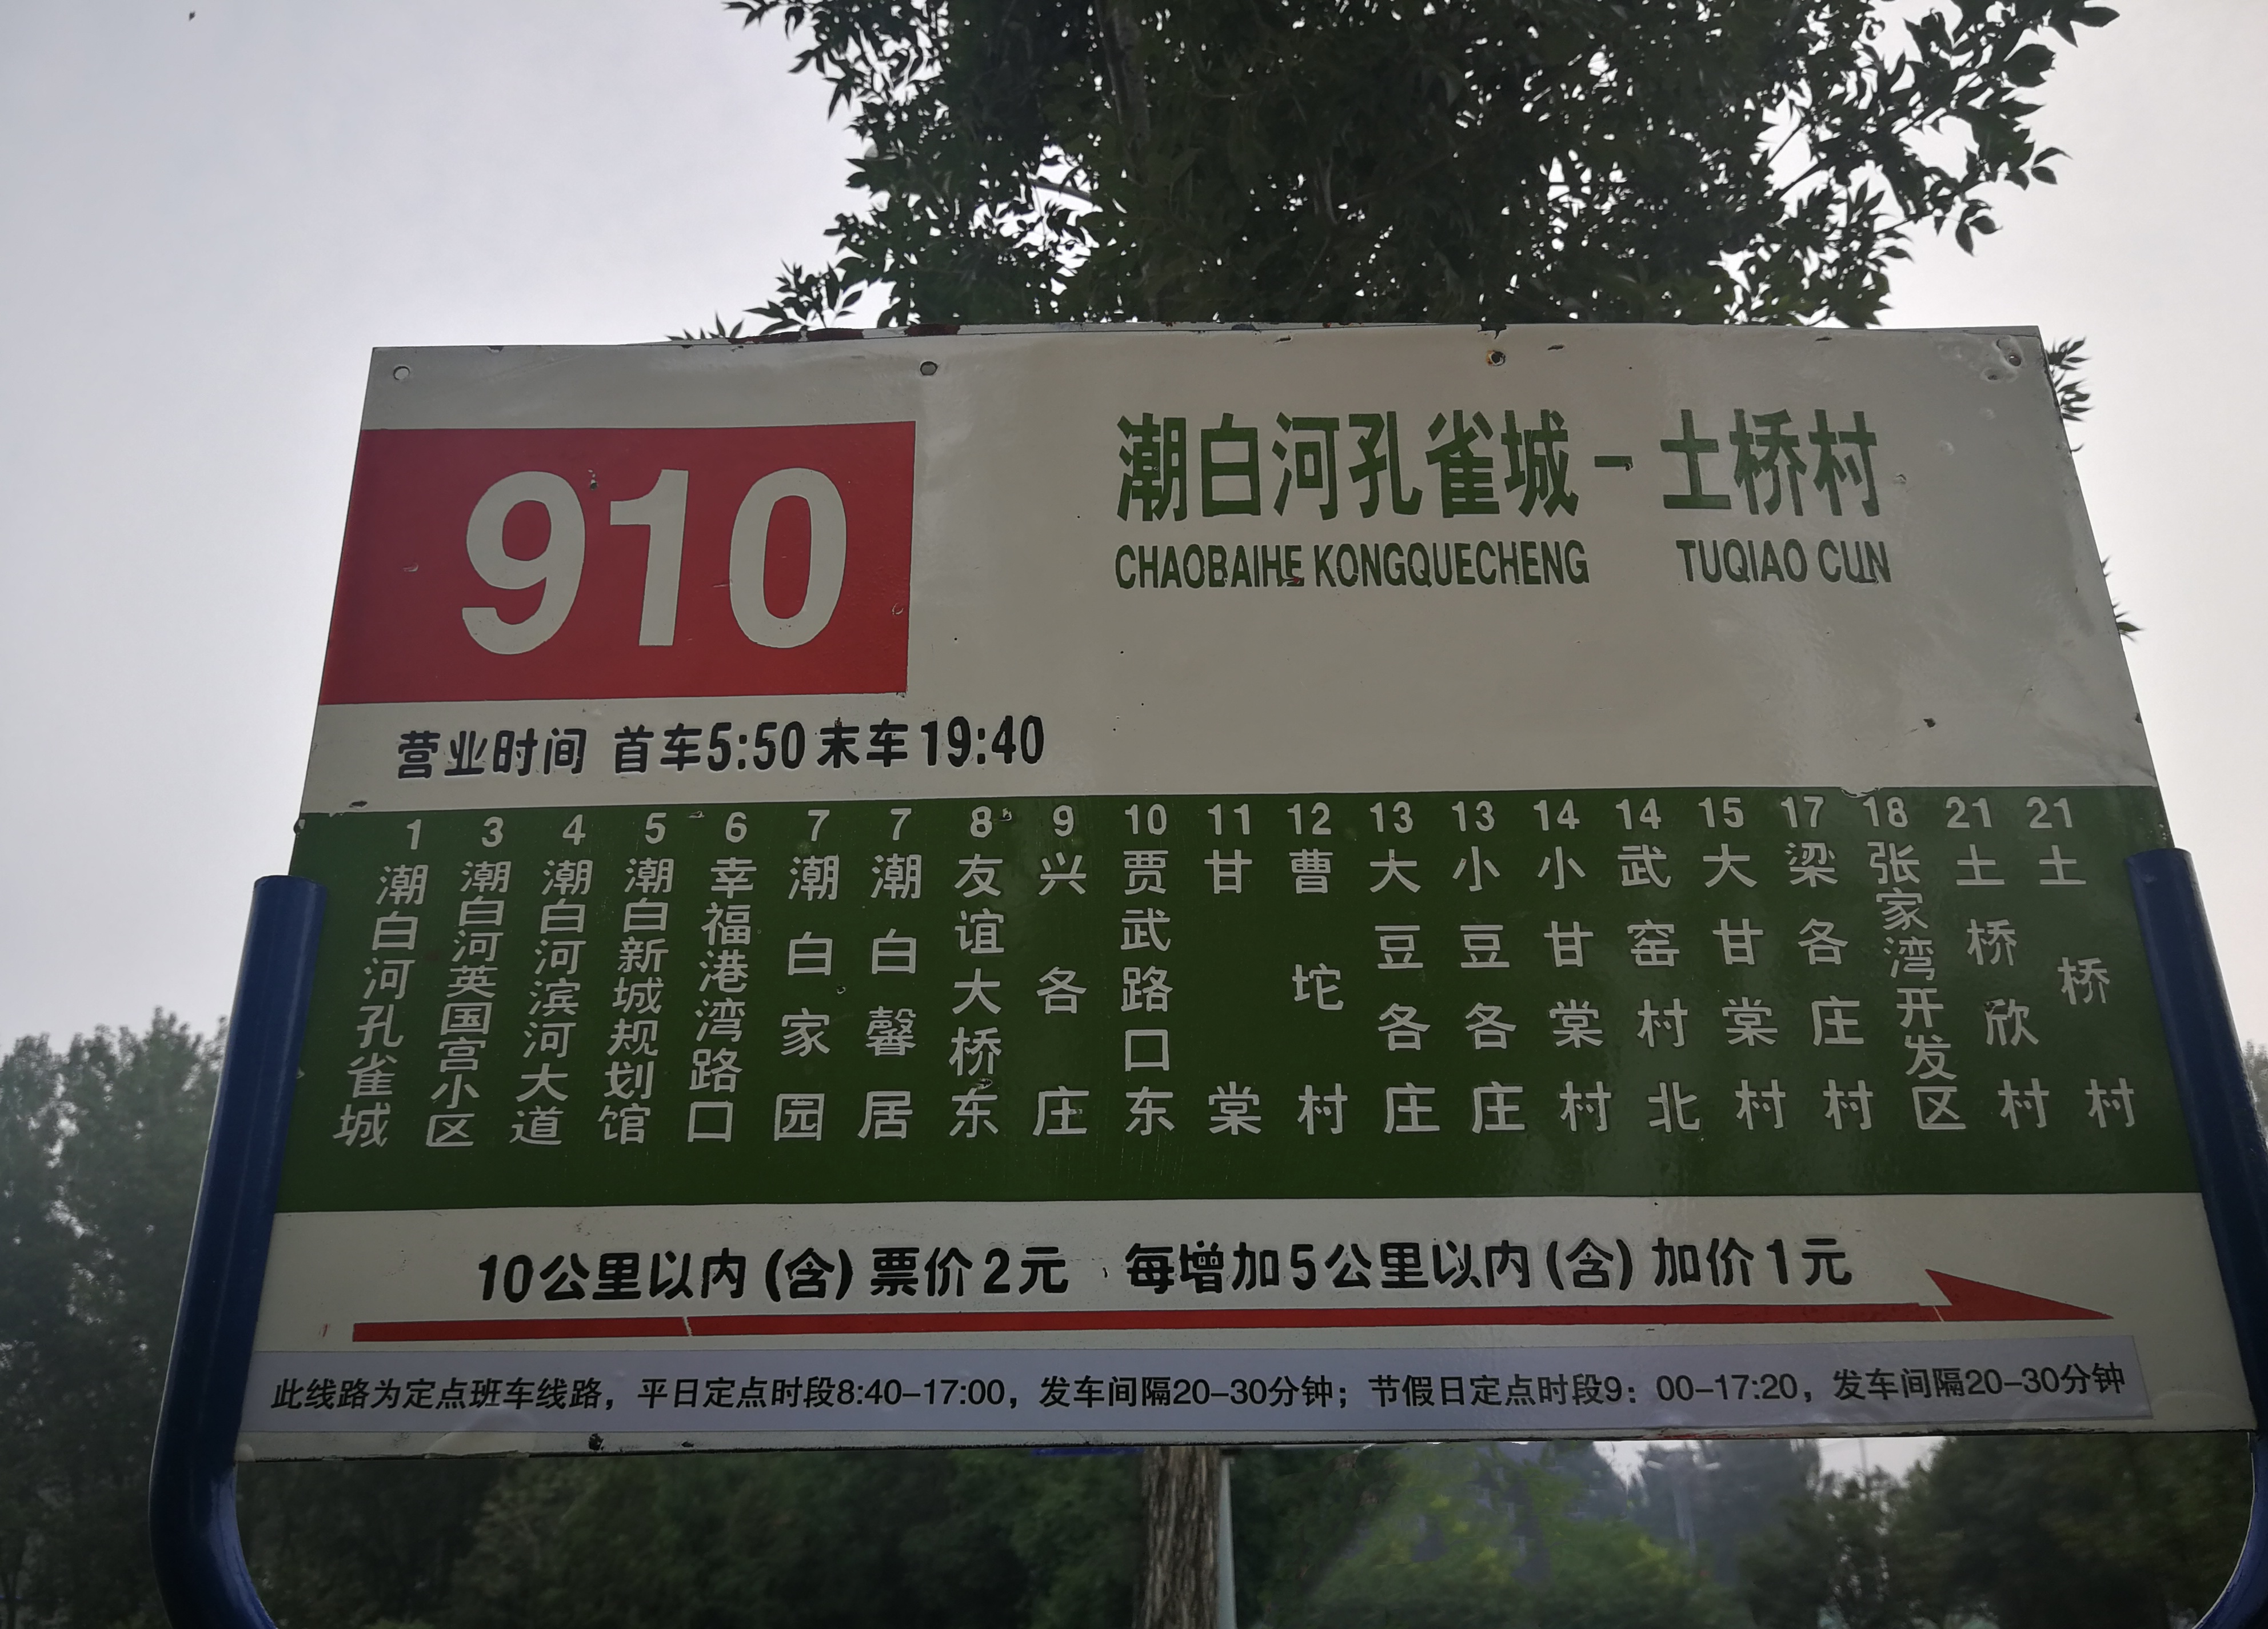 910
潮白河孔雀城－土桥村
CHAOBAIHE KONGQUECHENG TUQIAO CUN
营业时间 首车5:50 末车19:40
1 潮白河孔雀城
3 潮白河英国宫小区
4 潮白河滨河大道
5 潮白新城规划馆
6 幸福港湾路口
7 潮白家园
7 潮白馨居
8 友谊大桥东
9 兴各庄
10 贾武路口东
11 甘棠
12 曹坨村
13 大豆各庄
13 小豆各庄
14 小甘棠村
14 武窑村北
15 大甘棠村
17 梁各庄村
18 张家湾开发区
21 土桥欣村
21 土桥村
10公里以内(含)票价2元 每增加5公里以内(含)加价1元
此线路为定点班车线路，平日定点时段8:40-17:00，发车间隔20-30分钟；节假日定点时段9：00-17:20，发车间隔20-30分钟